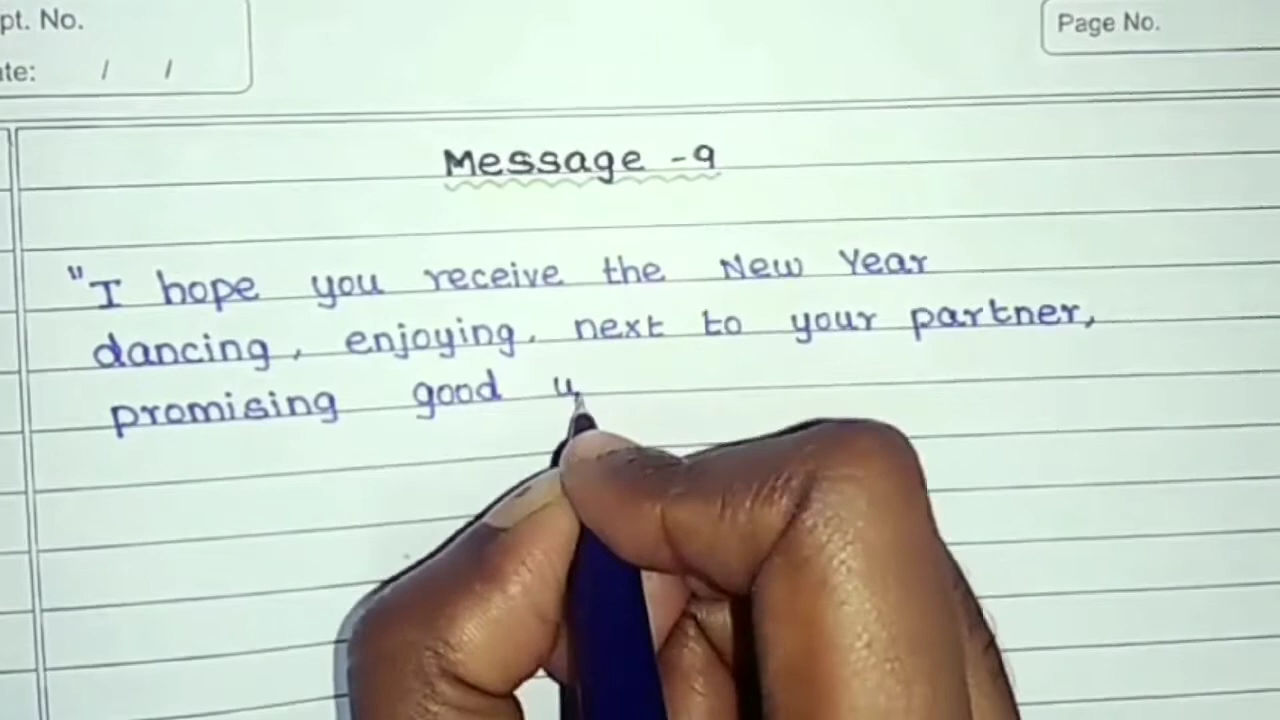 pt. No.
ate: / /
Page No.
Message -9
"I hope you receive the New Year
dancing, enjoying, next to your partner,
promising good